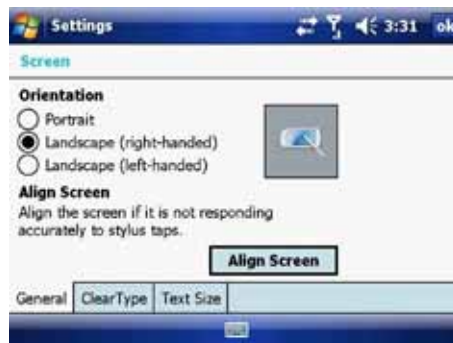 Settings 3:31 ok
Screen
Orientation
Portrait
Landscape (right-handed)
Landscape (left-handed)
Align Screen
Align the screen if it is not responding
accurately to stylus taps.
Align Screen
General ClearType Text Size